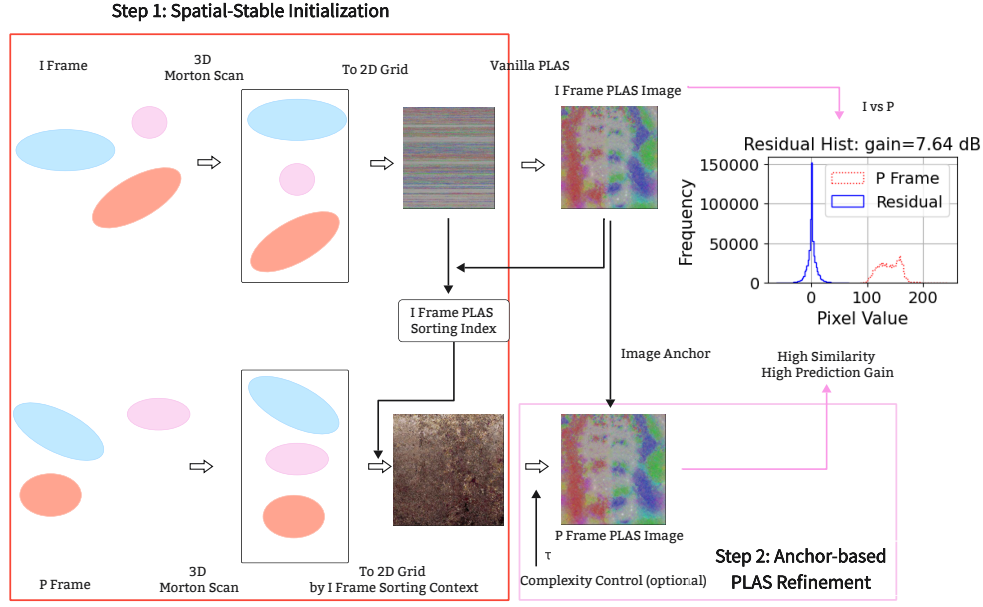 Step 1: Spatial-Stable Initialization
I Frame
3D
Morton Scan
To 2D Grid
Vanilla PLAS
I Frame PLAS Image
I vs P
Residual Hist: gain=7.64 dB
Frequency
150000
100000
50000
0
P Frame
Residual
0
100
200
Pixel Value
I Frame PLAS
Sorting Index
Image Anchor
High Similarity
High Prediction Gain
P Frame
3D
Morton Scan
To 2D Grid
by I Frame Sorting Context
P Frame PLAS Image
τ
Complexity Control (optional)
Step 2: Anchor-based
PLAS Refinement